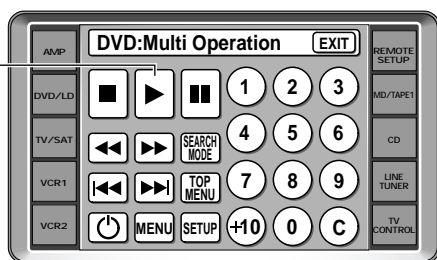 DVD:Multi Operation EXIT
AMP
DVD/LD
TV/SAT
VCR1
VCR2
1 2 3
SEARCH
MODE
4 5 6
TOP
MENU
7 8 9
MENU SETUP +10 0 C
REMOTE
SETUP
MD/TAPE1
CD
LINE
TUNER
TV
CONTROL